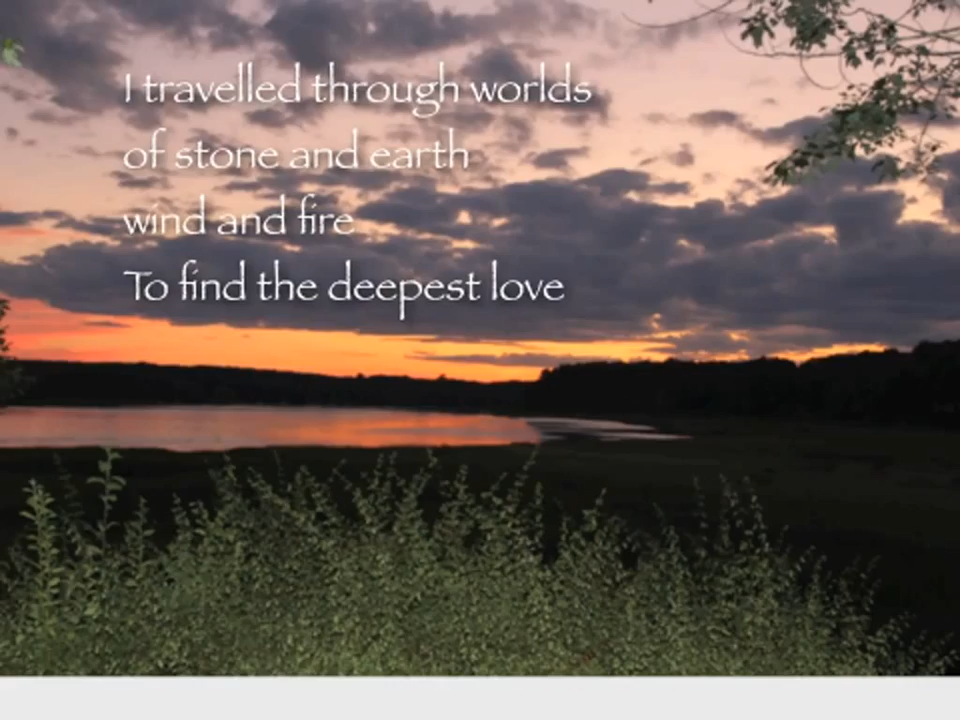 I travelled through worlds
of stone and earth
wind and fire
To find the deepest love